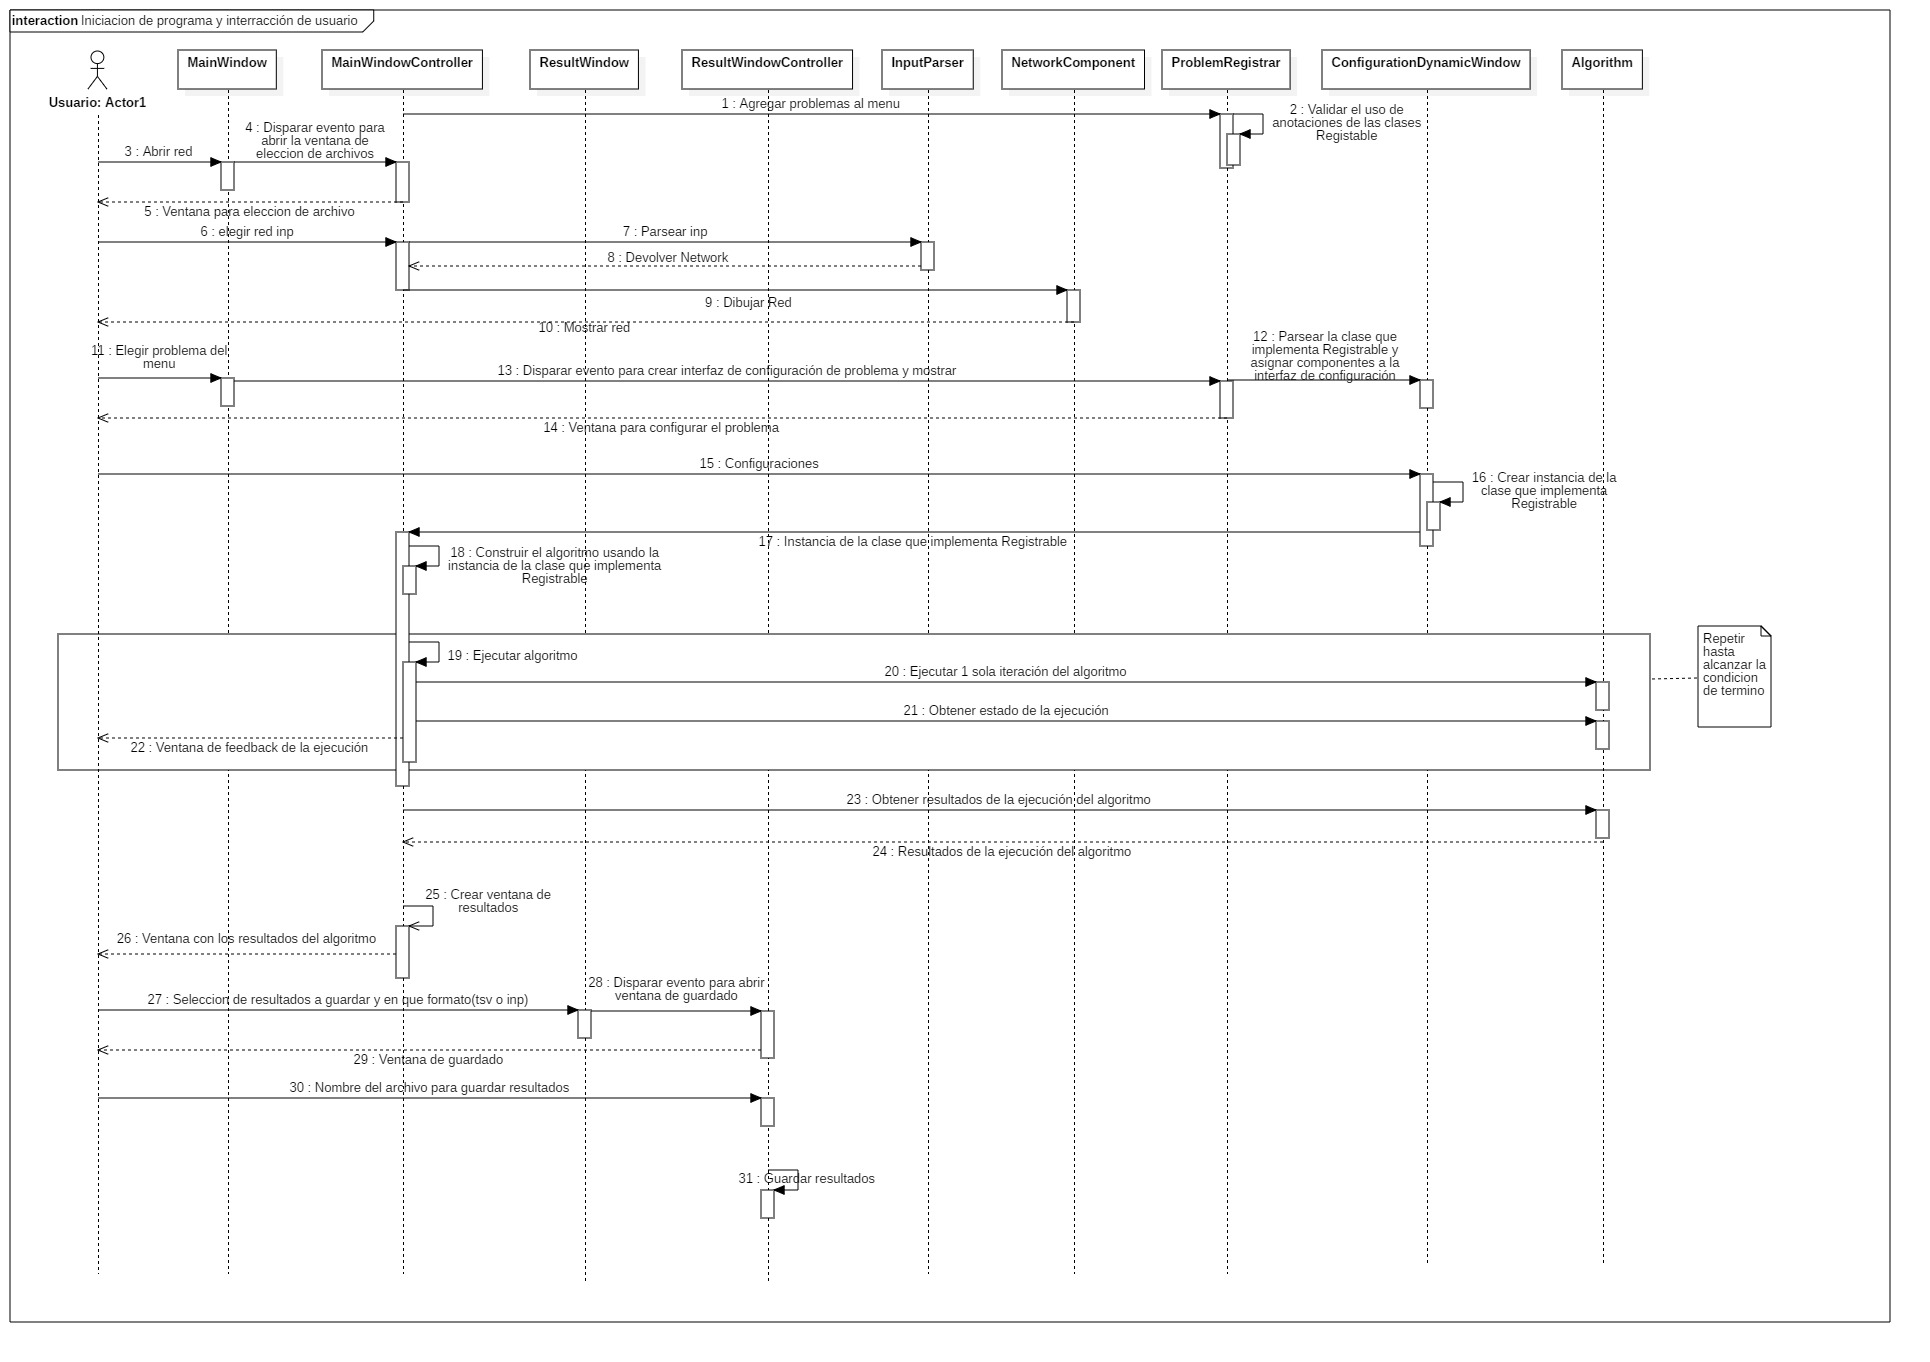 interaction Iniciacion de programa y interracción de usuario
Usuario: Actor1
MainWindow
MainWindowController
ResultWindow
ResultWindowController
InputParser
NetworkComponent
ProblemRegistrar
ConfigurationDynamicWindow
Algorithm
1 : Agregar problemas al menu
2 : Validar el uso de
anotaciones de las clases
Registable
3 : Abrir red
4 : Disparar evento para
abrir la ventana de
eleccion de archivos
5 : Ventana para eleccion de archivo
6 : elegir red inp
7 : Parsear inp
8 : Devolver Network
9 : Dibujar Red
10 : Mostrar red
11 : Elegir problema del
menu
12 : Parsear la clase que
implementa Registrable y
asignar componentes a la
interfaz de configuración
13 : Disparar evento para crear interfaz de configuración de problema y mostrar
14 : Ventana para configurar el problema
15 : Configuraciones
16 : Crear instancia de la
clase que implementa
Registrable
17 : Instancia de la clase que implementa Registrable
18 : Construir el algoritmo usando la
instancia de la clase que implementa
Registrable
19 : Ejecutar algoritmo
20 : Ejecutar 1 sola iteración del algoritmo
21 : Obtener estado de la ejecución
22 : Ventana de feedback de la ejecución
Repetir
hasta
alcanzar la
condicion
de termino
23 : Obtener resultados de la ejecución del algoritmo
24 : Resultados de la ejecución del algoritmo
25 : Crear ventana de
resultados
26 : Ventana con los resultados del algoritmo
27 : Seleccion de resultados a guardar y en que formato(tsv o inp)
28 : Disparar evento para abrir
ventana de guardado
29 : Ventana de guardado
30 : Nombre del archivo para guardar resultados
31 : Guardar resultados